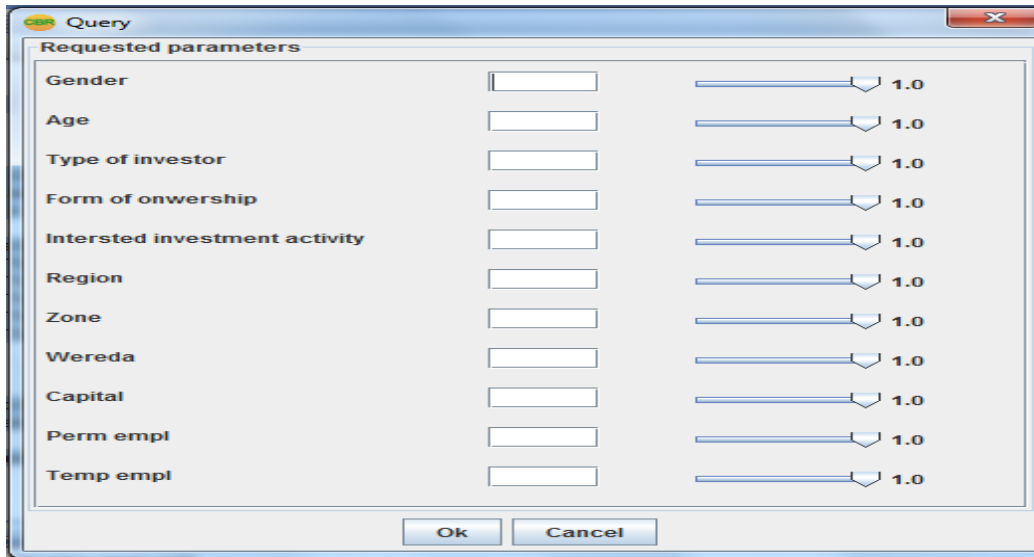 CBR Query
Requested parameters
Gender 1.0
Age 1.0
Type of investor 1.0
Form of onwership 1.0
Intersted investment activity 1.0
Region 1.0
Zone 1.0
Wereda 1.0
Capital 1.0
Perm empl 1.0
Temp empl 1.0
Ok Cancel